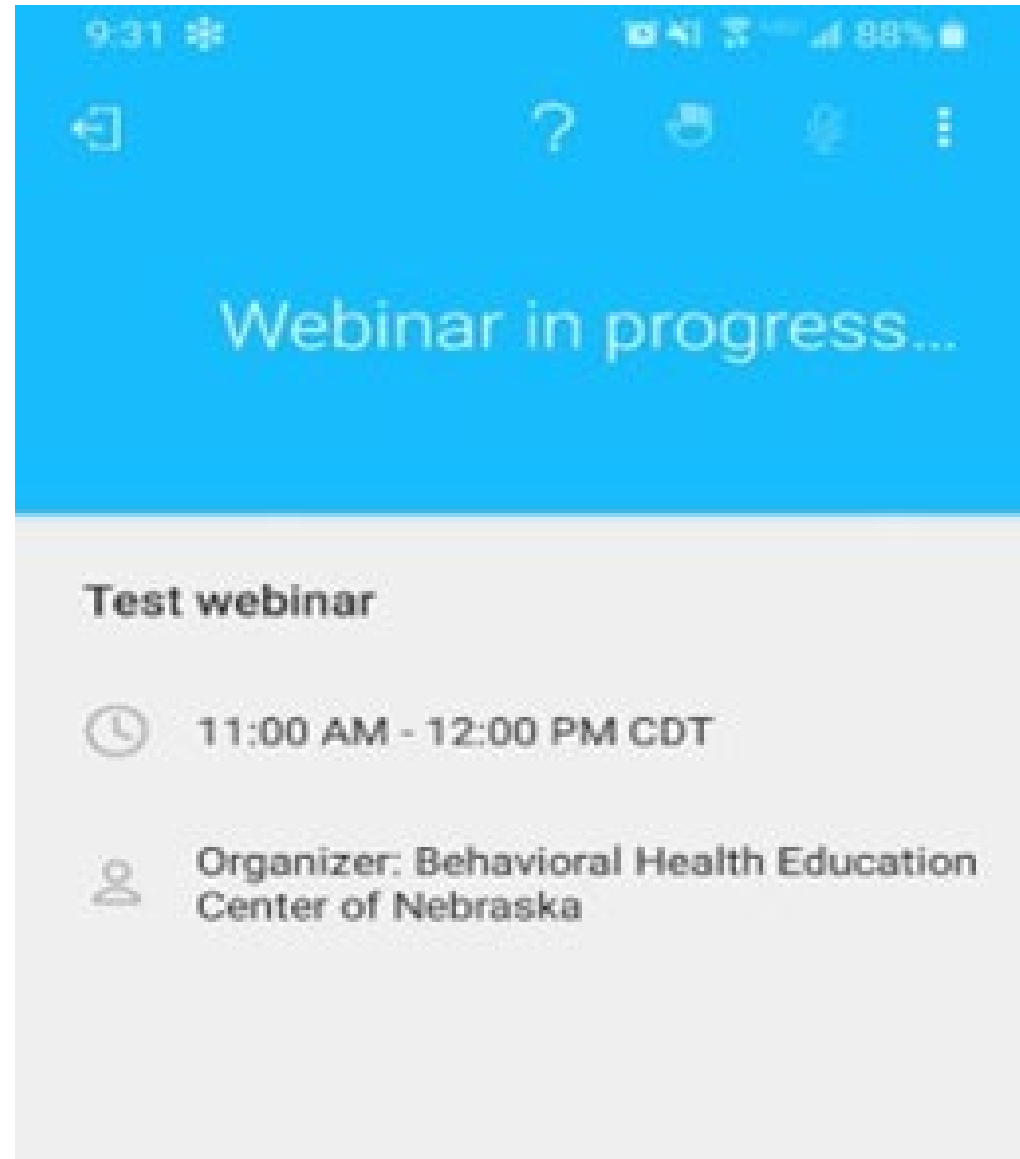 9:31 88%
?
Webinar in progress...
Test webinar
11:00 AM - 12:00 PM CDT
Organizer: Behavioral Health Education
Center of Nebraska